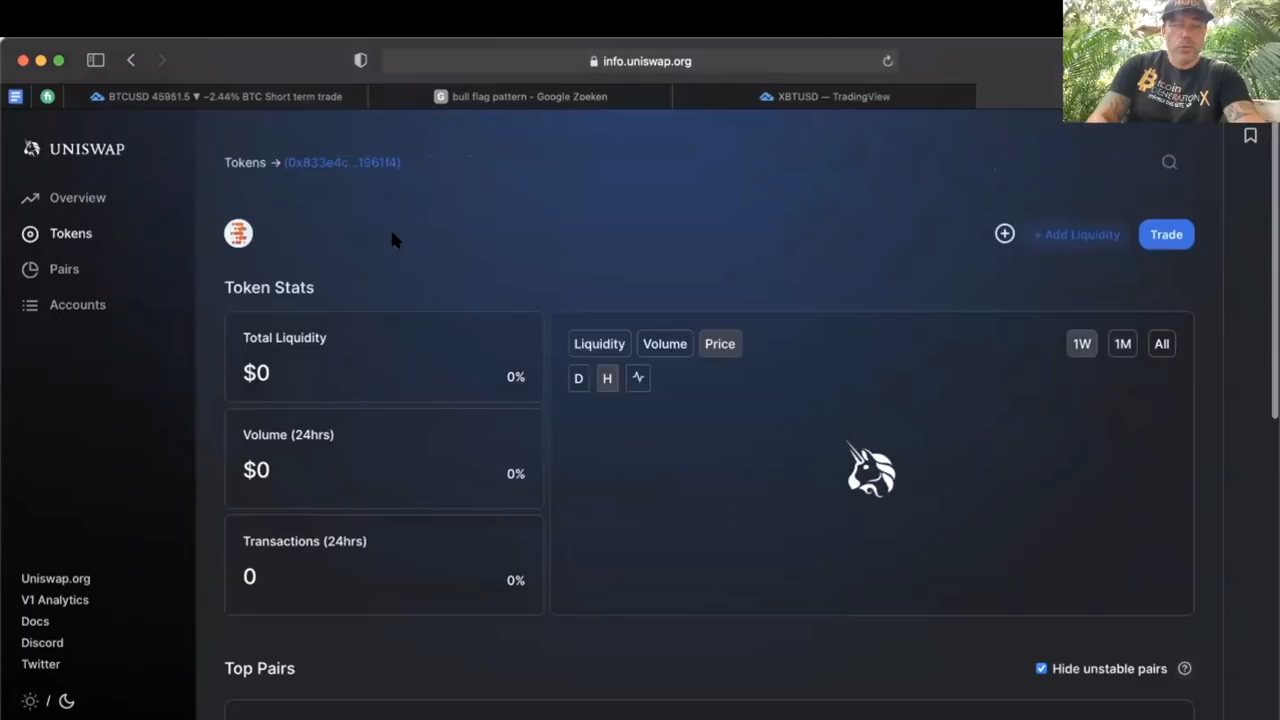 info.uniswap.org
BTCUSD 45951.5 ▼ −2.44% BTC Short term trade
bull flag pattern - Google Zoeken
XBTUSD — TradingView
UNISWAP
Overview
Tokens
Pairs
Accounts
Tokens → (0x833e4c...1961f4)
+ Add Liquidity
Trade
Token Stats
Total Liquidity
$0
0%
Volume (24hrs)
$0
0%
Transactions (24hrs)
0
0%
Liquidity
Volume
Price
1W
1M
All
D
H
Top Pairs
Hide unstable pairs
?
Uniswap.org
V1 Analytics
Docs
Discord
Twitter
/